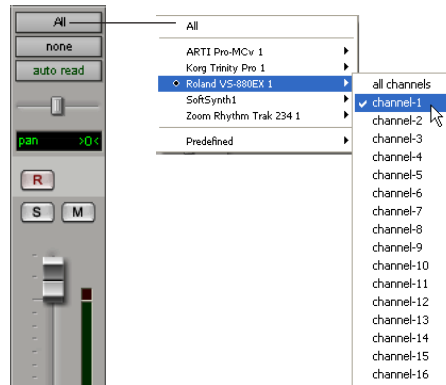 All
none
auto read
pan >0<
R
S M
All
ARTI Pro-MCv 1
Korg Trinity Pro 1
Roland VS-880EX 1
SoftSynth1
Zoom Rhythm Trak 234 1
Predefined
all channels
channel-1
channel-2
channel-3
channel-4
channel-5
channel-6
channel-7
channel-8
channel-9
channel-10
channel-11
channel-12
channel-13
channel-14
channel-15
channel-16